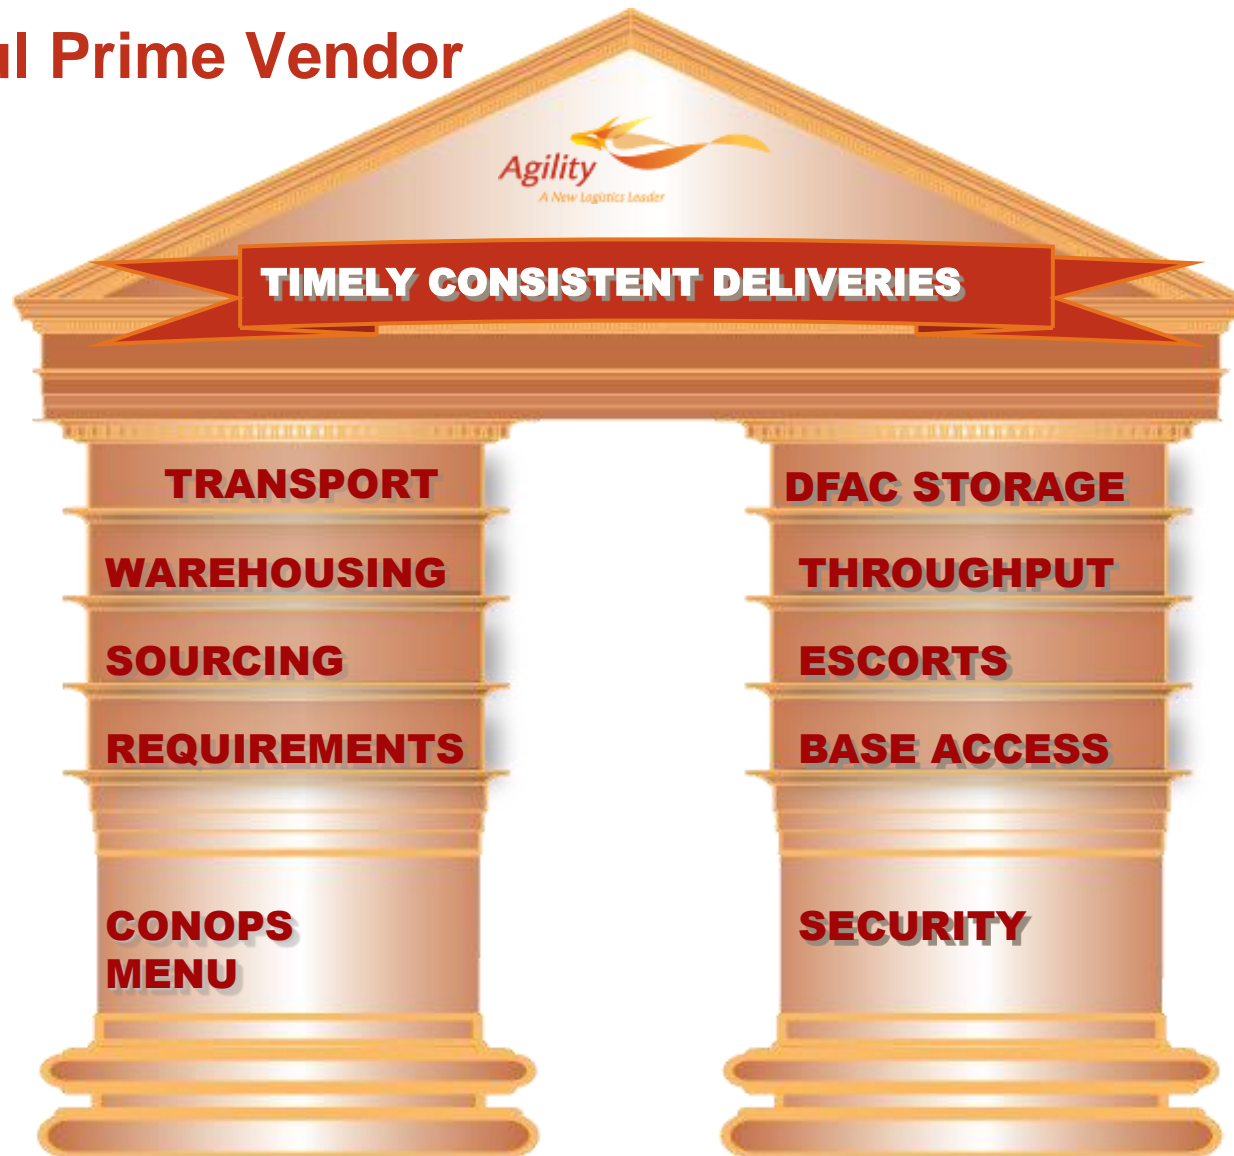 Prime Vendor
Agility
A New Logistics Leader
TIMELY CONSISTENT DELIVERIES
TRANSPORT
WAREHOUSING
SOURCING
REQUIREMENTS
CONOPS
MENU
DFAC STORAGE
THROUGHPUT
ESCORTS
BASE ACCESS
SECURITY